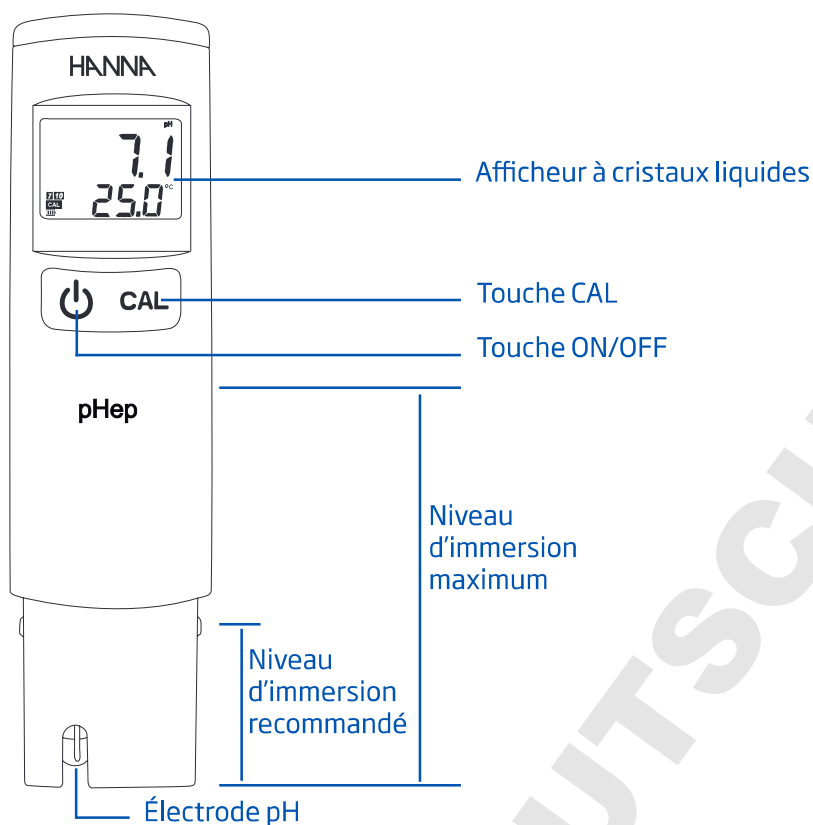 HANNA
pH
7.1
7 10
CAL
25.0 °C
Afficheur à cristaux liquides
CAL
Touche CAL
Touche ON/OFF
pHep
Niveau
d'immersion
maximum
Niveau
d'immersion
recommandé
Électrode pH